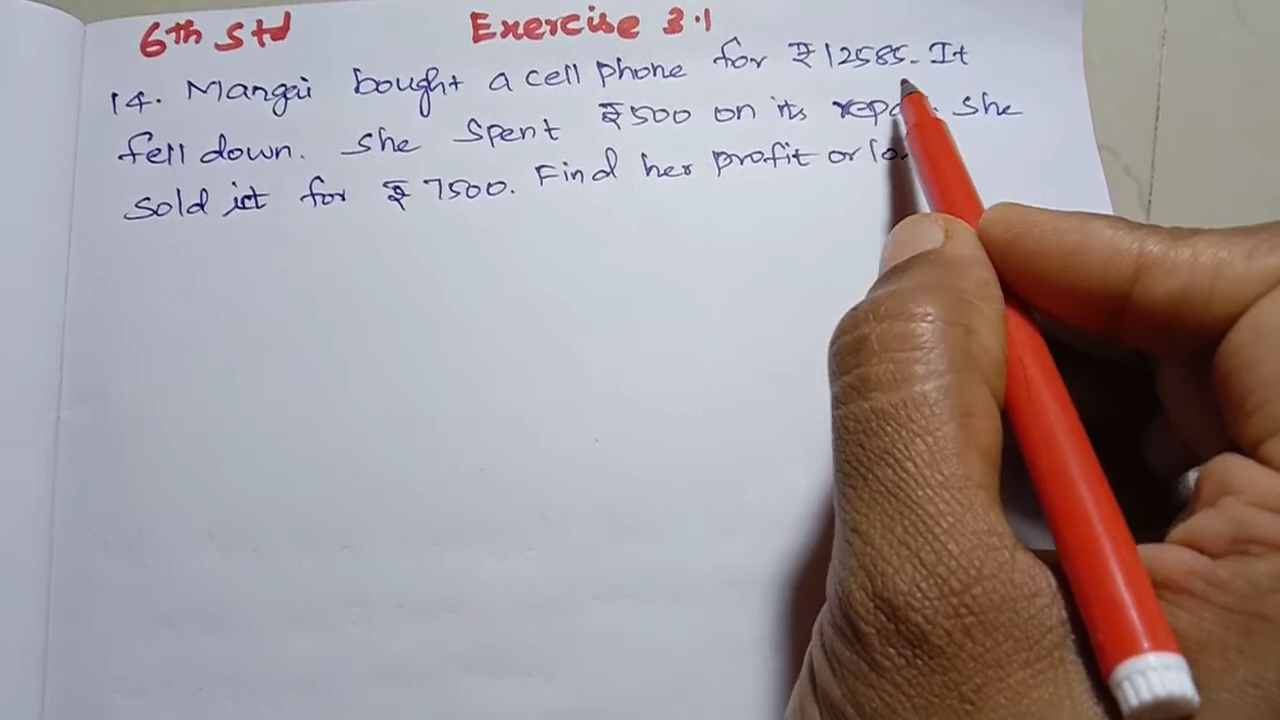 6th Std Exercise 3.1
14. Mangai bought a cell phone for ₹12585. It
fell down. She spent ₹500 on its She
sold it for ₹ 7500. Find her profit or